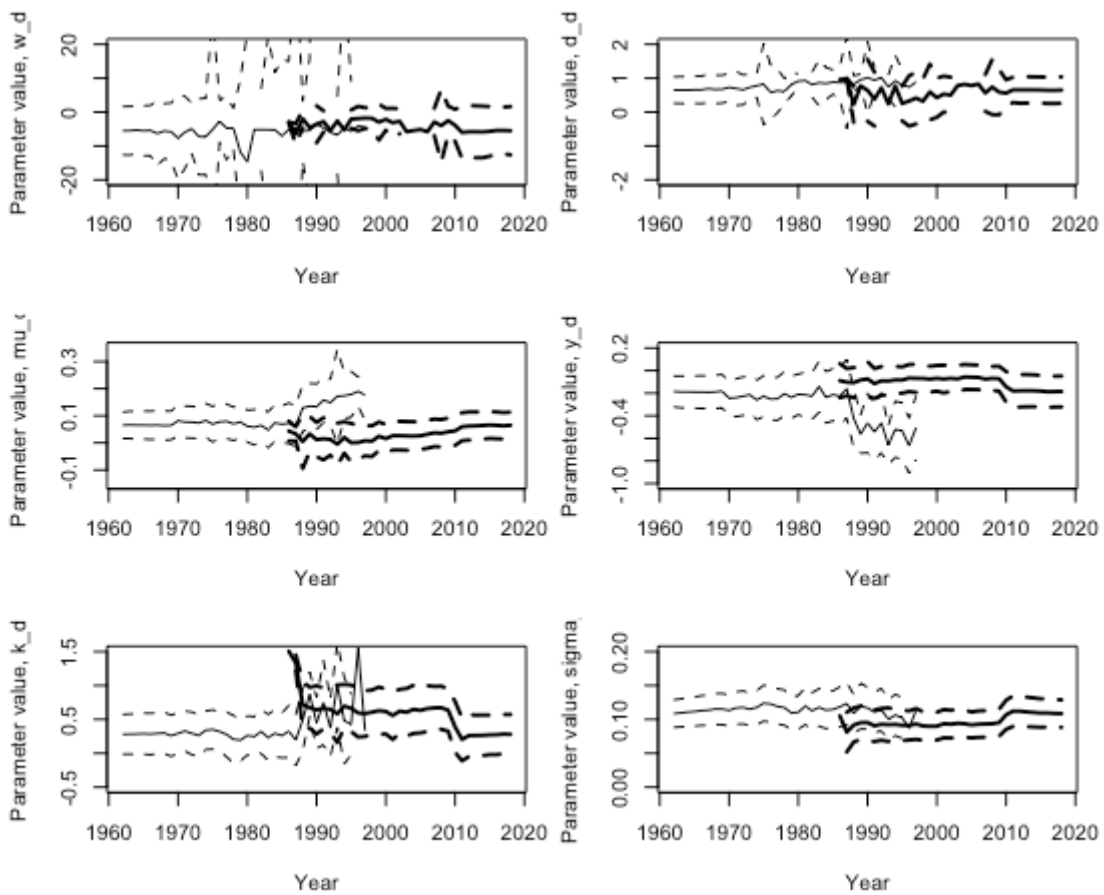 Parameter value, w_d
20
0
-20
1960 1970 1980 1990 2000 2010 2020
Year
Parameter value, d_d
2
1
0
-2
1960 1970 1980 1990 2000 2010 2020
Year
Parameter value, mu_
0.3
0.1
-0.1
1960 1970 1980 1990 2000 2010 2020
Year
Parameter value, y_d
0.2
-0.4
-1.0
1960 1970 1980 1990 2000 2010 2020
Year
Parameter value, k_d
1.5
0.5
-0.5
1960 1970 1980 1990 2000 2010 2020
Year
Parameter value, sigma
0.20
0.10
0.00
1960 1970 1980 1990 2000 2010 2020
Year